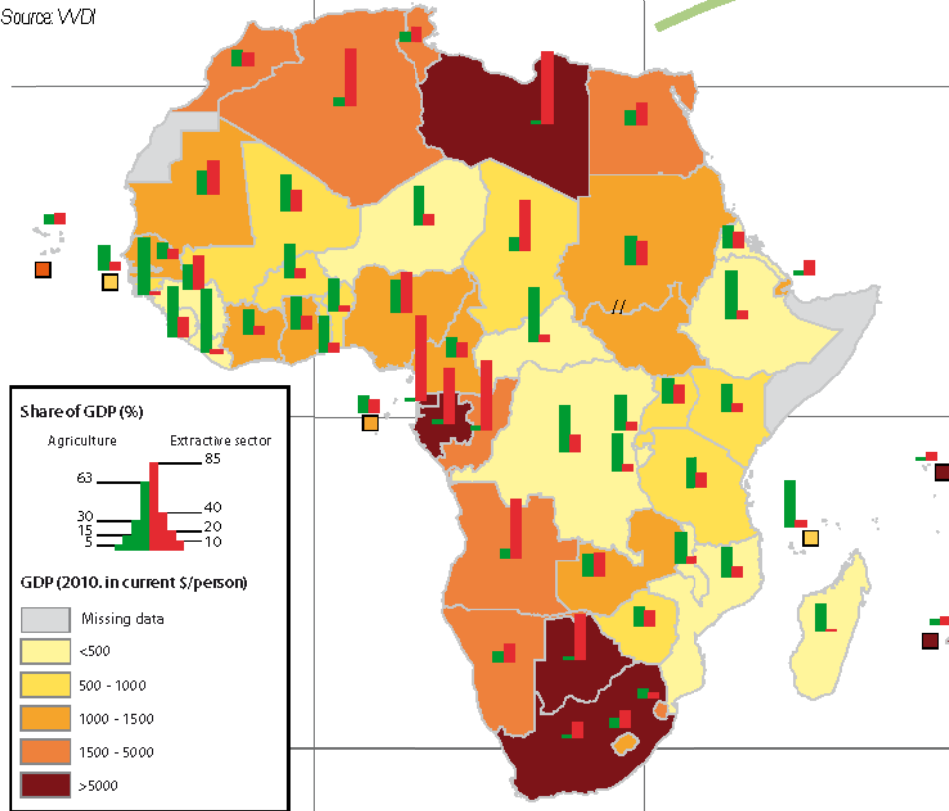 Source: WDI
//
Share of GDP (%)
Agriculture Extractive sector
85
63
40
30
20
15
10
5
GDP (2010. in current $/person)
Missing data
<500
500 - 1000
1000 - 1500
1500 - 5000
>5000